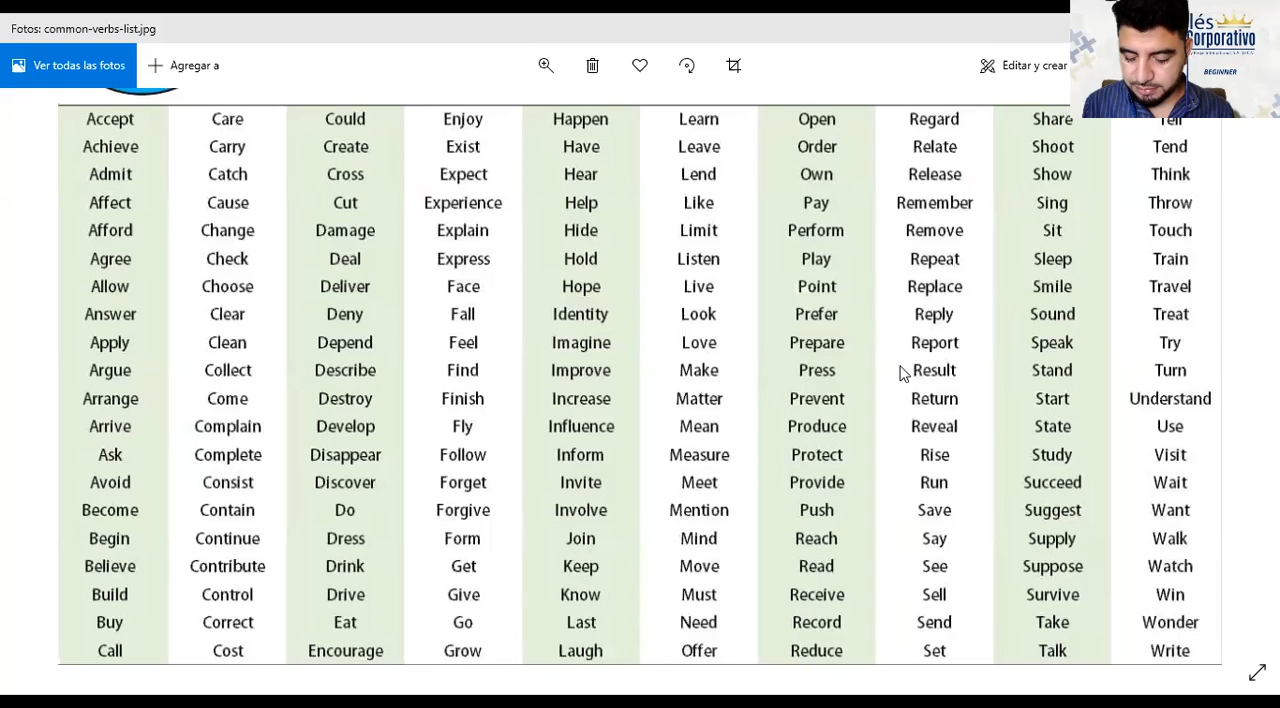 Fotos: common-verbs-list.jpg
lés
Corporativo
BEGINNER
Ver todas las fotos
Agregar a
Editar y crear
Accept Care Could Enjoy Happen Learn Open Regard Share Tell
Achieve Carry Create Exist Have Leave Order Relate Shoot Tend
Admit Catch Cross Expect Hear Lend Own Release Show Think
Affect Cause Cut Experience Help Like Pay Remember Sing Throw
Afford Change Damage Explain Hide Limit Perform Remove Sit Touch
Agree Check Deal Express Hold Listen Play Repeat Sleep Train
Allow Choose Deliver Face Hope Live Point Replace Smile Travel
Answer Clear Deny Fall Identity Look Prefer Reply Sound Treat
Apply Clean Depend Feel Imagine Love Prepare Report Speak Try
Argue Collect Describe Find Improve Make Press Result Stand Turn
Arrange Come Destroy Finish Increase Matter Prevent Return Start Understand
Arrive Complain Develop Fly Influence Mean Produce Reveal State Use
Ask Complete Disappear Follow Inform Measure Protect Rise Study Visit
Avoid Consist Discover Forget Invite Meet Provide Run Succeed Wait
Become Contain Do Forgive Involve Mention Push Save Suggest Want
Begin Continue Dress Form Join Mind Reach Say Supply Walk
Believe Contribute Drink Get Keep Move Read See Suppose Watch
Build Control Drive Give Know Must Receive Sell Survive Win
Buy Correct Eat Go Last Need Record Send Take Wonder
Call Cost Encourage Grow Laugh Offer Reduce Set Talk Write